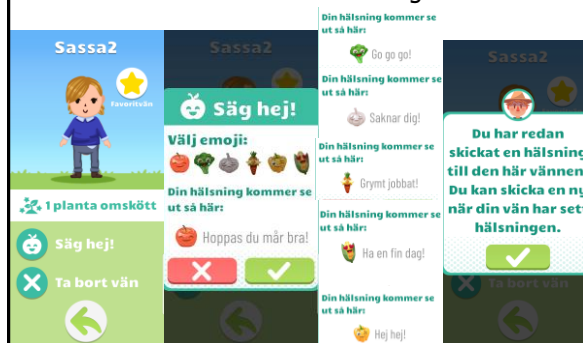 Sassa2
Favoritvän
1 planta omskött
Säg hej!
Ta bort vän
Sassa2
Säg hej!
Välj emoji:
Din hälsning kommer se
ut så här:
Hoppas du mår bra!
Din hälsning kommer se
ut så här:
Go go go!
Din hälsning kommer se
ut så här:
Saknar dig!
Din hälsning kommer se
ut så här:
Grymt jobbat!
Din hälsning kommer se
ut så här:
Ha en fin dag!
Din hälsning kommer se
ut så här:
Hej hej!
Sassa2
Du har redan
skickat en hälsning
till den här vännen
Du kan skicka en ny
när din vän har sett
hälsningen.
Ta bort vän